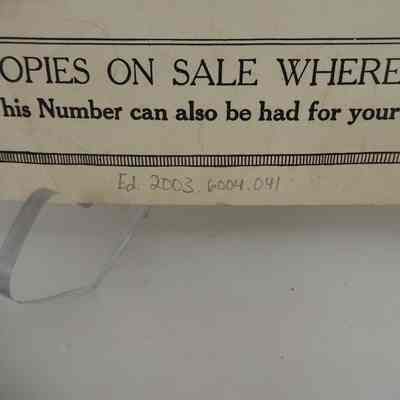 OPIES ON SALE WHERE
his Number can also be had for your
Ed. 2003.6004.041